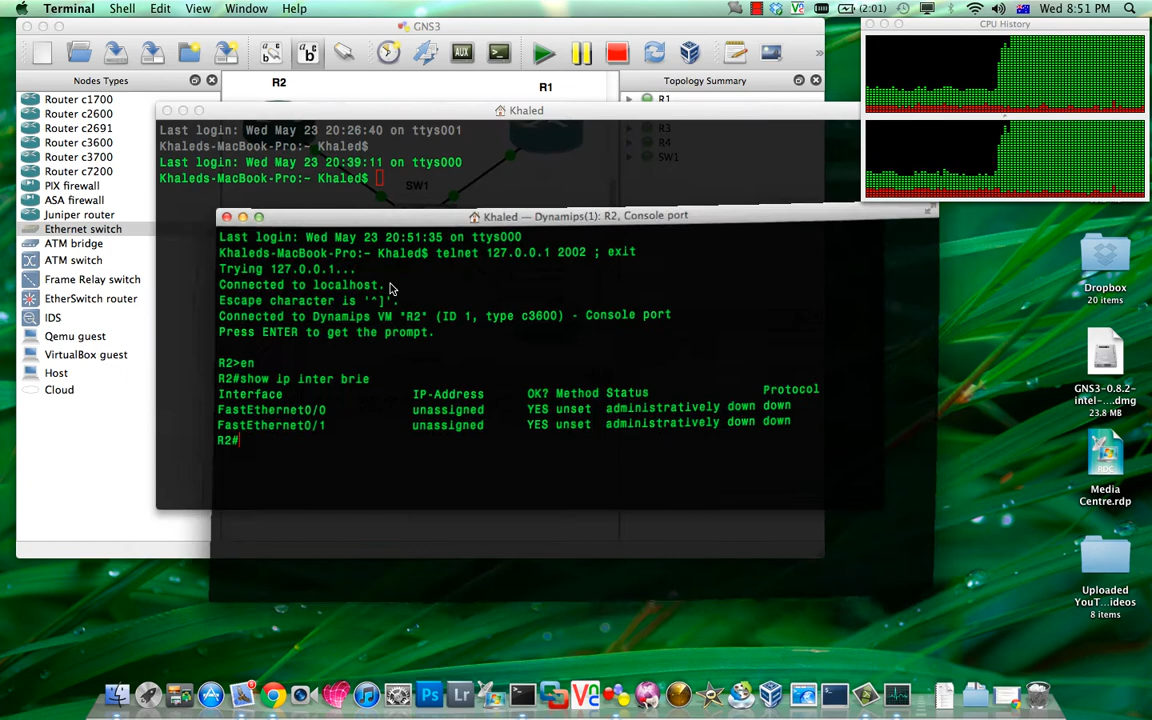 Terminal Shell Edit View Window Help
(2:01) Wed 8:51 PM
GNS3
CPU History
AUX
Nodes Types
Topology Summary
Router c1700
Router c2600
Router c2691
Router c3600
Router c3700
Router c7200
PIX firewall
ASA firewall
Juniper router
Ethernet switch
ATM bridge
ATM switch
Frame Relay switch
EtherSwitch router
IDS
Qemu guest
VirtualBox guest
Host
Cloud
R2
R1
SW1
R1
R3
R4
SW1
Khaled
Last login: Wed May 23 20:26:40 on ttys001
Khaleds-MacBook-Pro:~ Khaled$
Last login: Wed May 23 20:39:11 on ttys000
Khaleds-MacBook-Pro:~ Khaled$
Khaled — Dynamips(1): R2, Console port
Last login: Wed May 23 20:51:35 on ttys000
Khaleds-MacBook-Pro:~ Khaled$ telnet 127.0.0.1 2002 ; exit
Trying 127.0.0.1...
Connected to localhost.
Escape character is '^]'.
Connected to Dynamips VM "R2" (ID 1, type c3600) - Console port
Press ENTER to get the prompt.
R2>en
R2#show ip inter brie
Interface IP-Address OK? Method Status Protocol
FastEthernet0/0 unassigned YES unset administratively down down
FastEthernet0/1 unassigned YES unset administratively down down
R2#
Dropbox
20 items
GNS3-0.8.2-
intel-....dmg
23.8 MB
Media
Centre.rdp
Uploaded
YouT...ideos
8 items
Ps
Lr